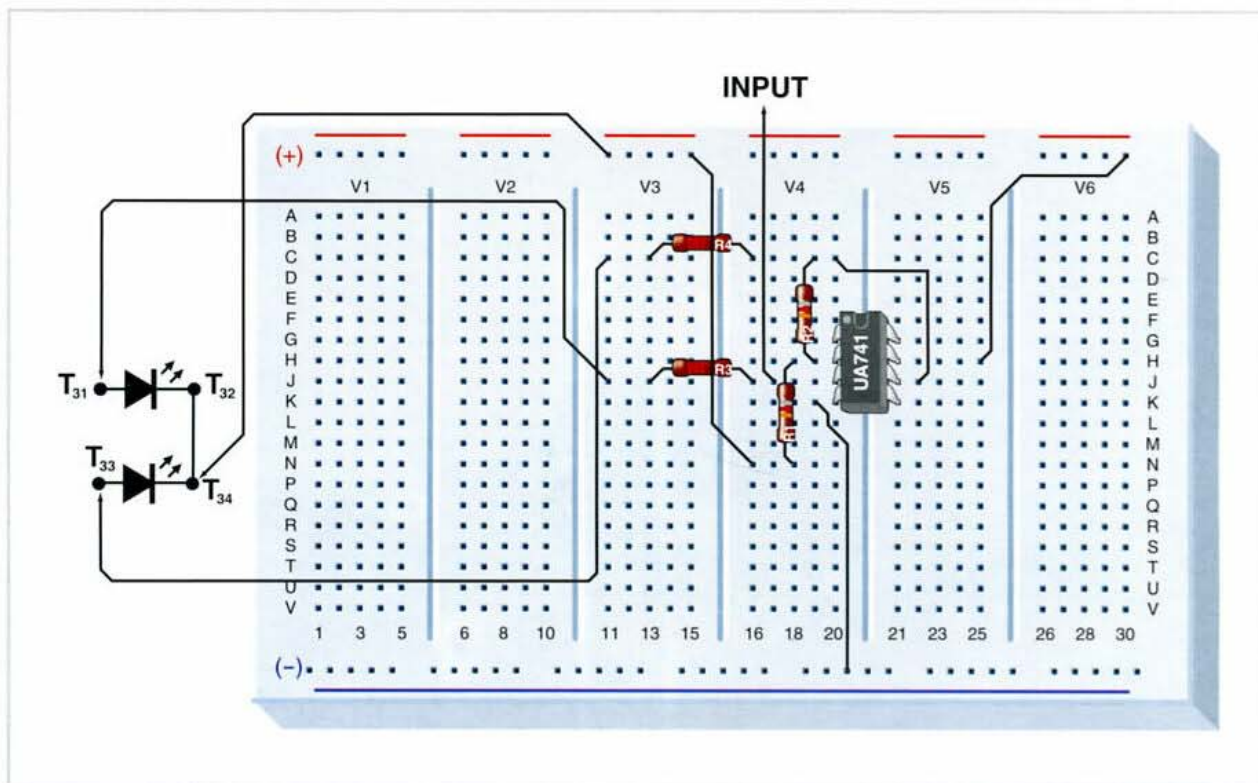 INPUT
(+)
V1 V2 V3 V4 V5 V6
A A
B R4 B
C C
D D
E E
F R2 F
G G
H UA741 H
T31 T32 J R3 J
K K
L R1 L
M M
T33 N N
T34 P P
Q Q
R R
S S
T T
U U
V V
1 3 5 6 8 10 11 13 15 16 18 20 21 23 25 26 28 30
(−)